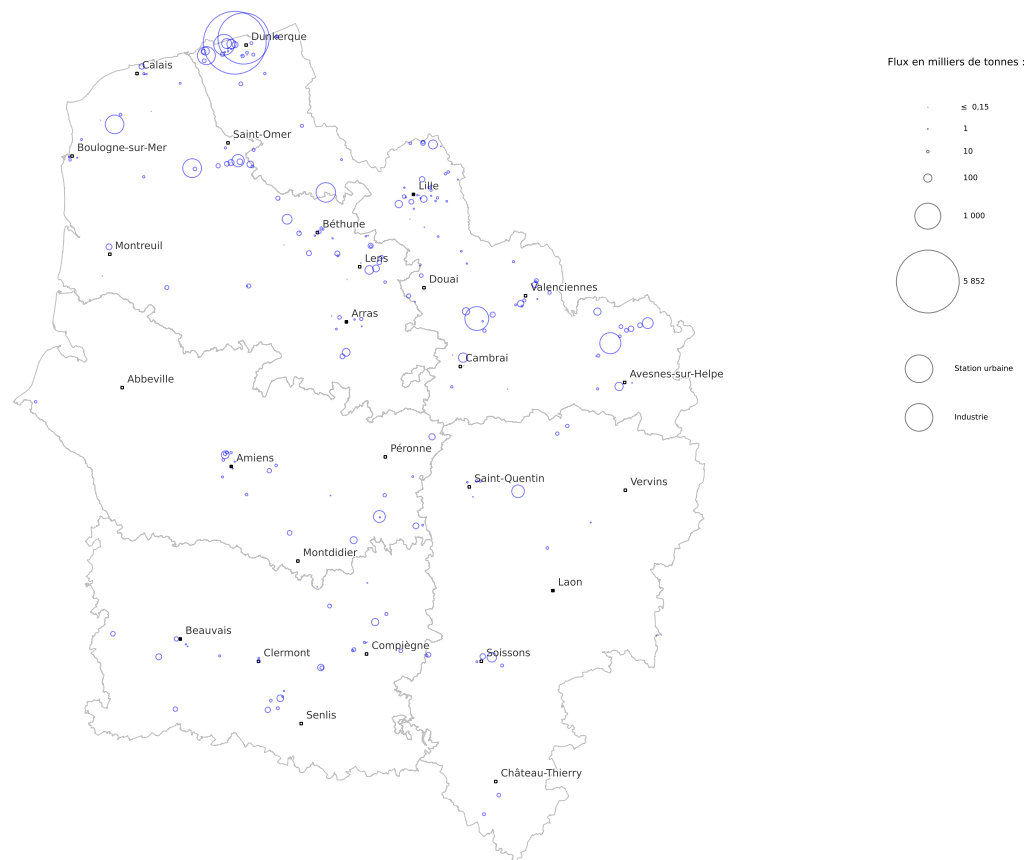 Dunkerque
Flux en milliers de tonnes :
Calais
≤ 0,15
1
Saint-Omer
Boulogne-sur-Mer
10
100
Lille
1 000
Béthune
Montreuil
Lens
Douai
5 852
Valenciennes
Arras
Cambrai
Station urbaine
Avesnes-sur-Helpe
Abbeville
Industrie
Péronne
Amiens
Saint-Quentin
Vervins
Montdidier
Laon
Beauvais
Compiègne
Clermont
Soissons
Senlis
Château-Thierry